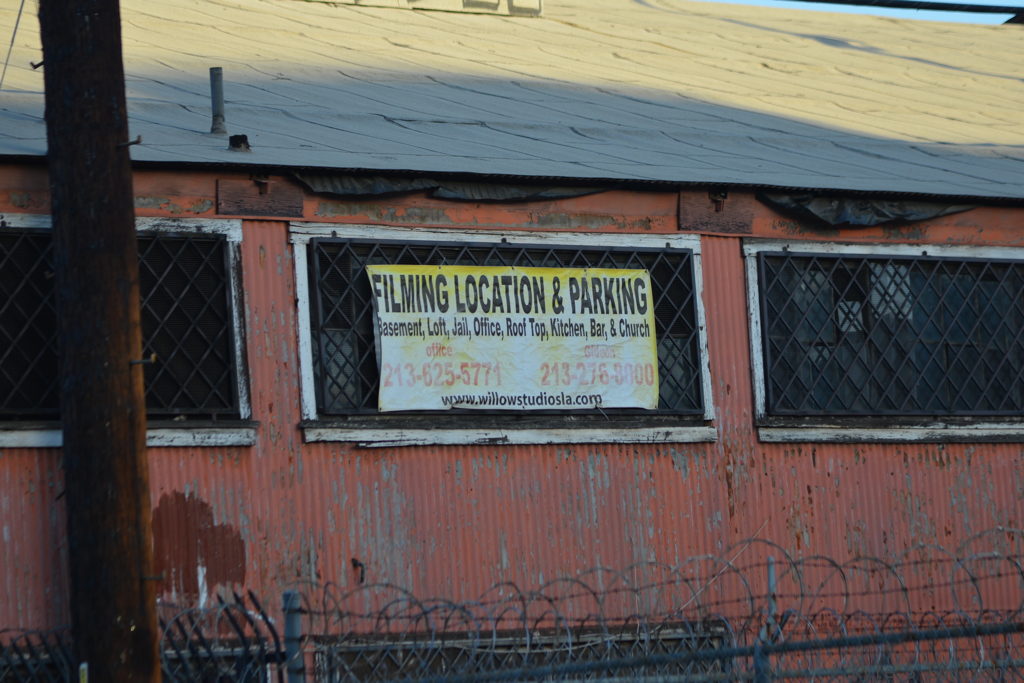 FILMING LOCATION & PARKING
Basement, Loft, Jail, Office, Roof Top, Kitchen, Bar, & Church
office
213-625-5771 213-276-8000
www.willowstudiosla.com